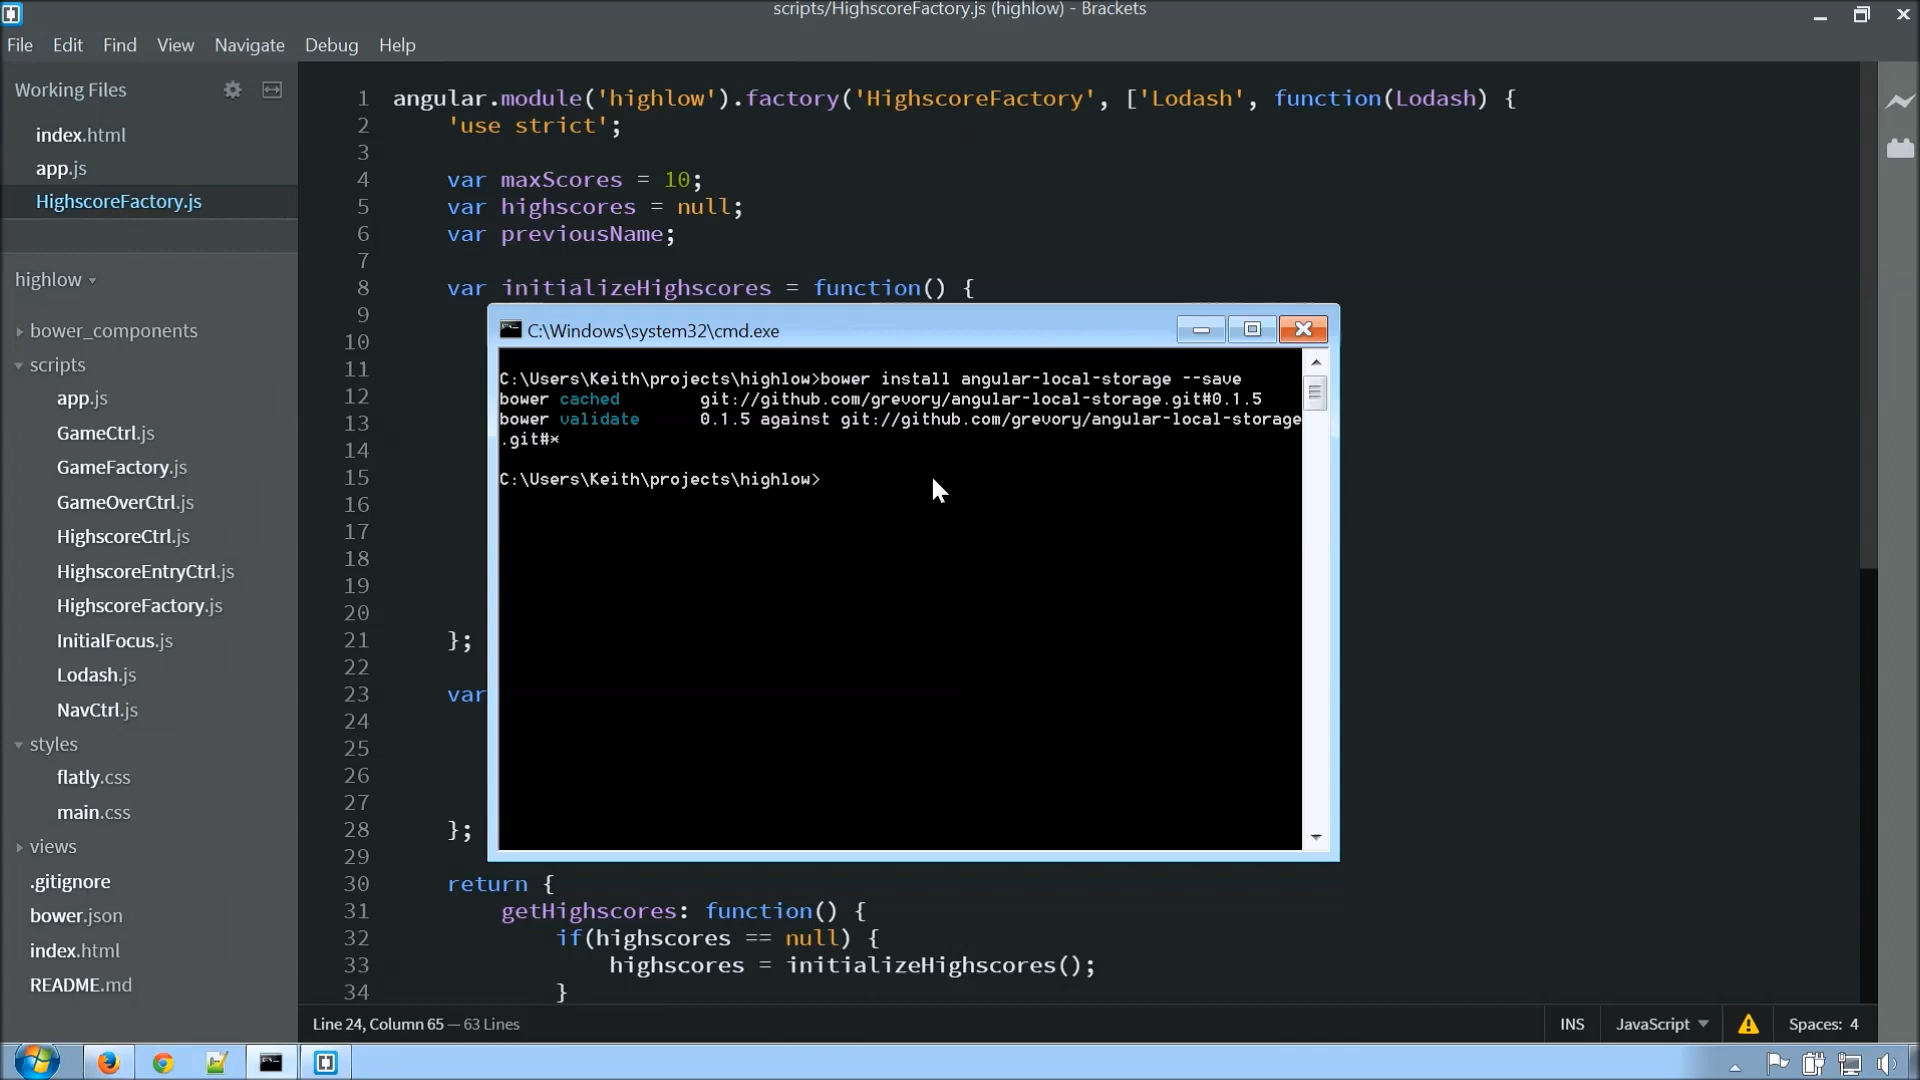 scripts/HighscoreFactory.js (highlow) - Brackets
File Edit Find View Navigate Debug Help
Working Files
index.html
app.js
HighscoreFactory.js
highlow
bower_components
scripts
app.js
GameCtrl.js
GameFactory.js
GameOverCtrl.js
HighscoreCtrl.js
HighscoreEntryCtrl.js
HighscoreFactory.js
InitialFocus.js
Lodash.js
NavCtrl.js
styles
flatly.css
main.css
views
.gitignore
bower.json
index.html
README.md
1 angular.module('highlow').factory('HighscoreFactory', ['Lodash', function(Lodash) {
2 'use strict';
3
4 var maxScores = 10;
5 var highscores = null;
6 var previousName;
7
8 var initializeHighscores = function() {
9
10
11
12
13
14
15
16
17
18
19
20
21 };
22
23 var
24
25
26
27
28 };
29
30 return {
31 getHighscores: function() {
32 if(highscores == null) {
33 highscores = initializeHighscores();
34 }
C:\Windows\system32\cmd.exe
C:\Users\Keith\projects\highlow>bower install angular-local-storage --save
bower cached git://github.com/grevory/angular-local-storage.git#0.1.5
bower validate 0.1.5 against git://github.com/grevory/angular-local-storage
.git#*
C:\Users\Keith\projects\highlow>
Line 24, Column 65 — 63 Lines
INS JavaScript Spaces: 4